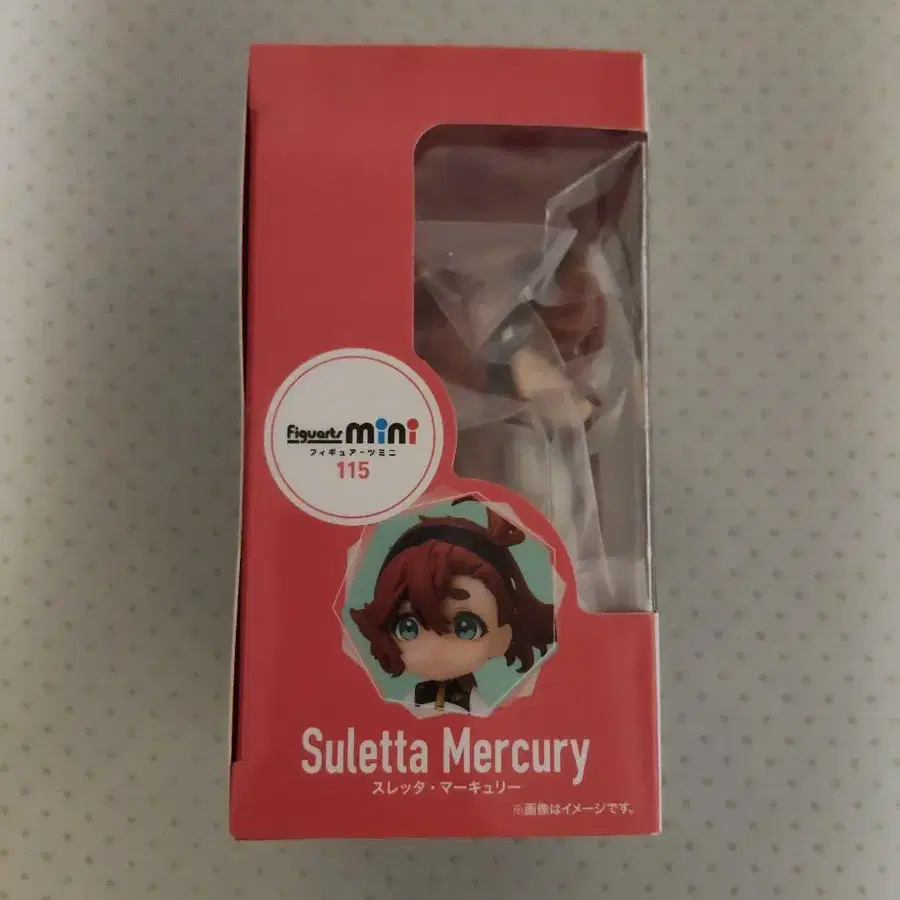 Figuarts mini
フィギュアーツミニ
115
Suletta Mercury
スレッタ・マーキュリー
※画像はイメージです。